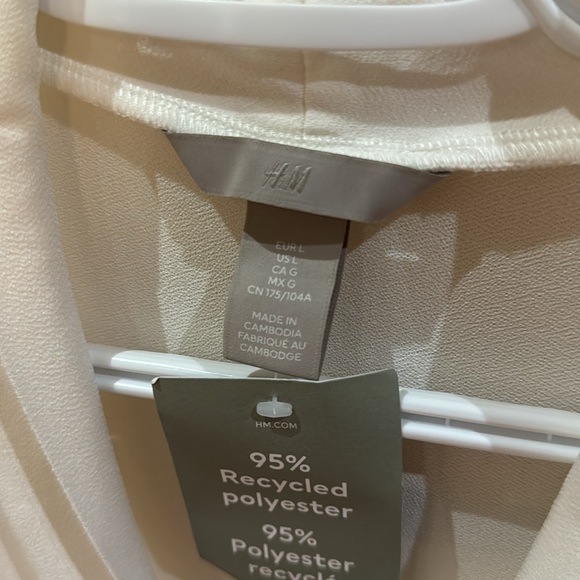 H&M
EUR L
US L
CA G
MX G
CN 175/104A
MADE IN
CAMBODIA
FABRIQUÉ AU
CAMBODGE
HM.COM
95%
Recycled
polyester
95%
Polyester
recyclé